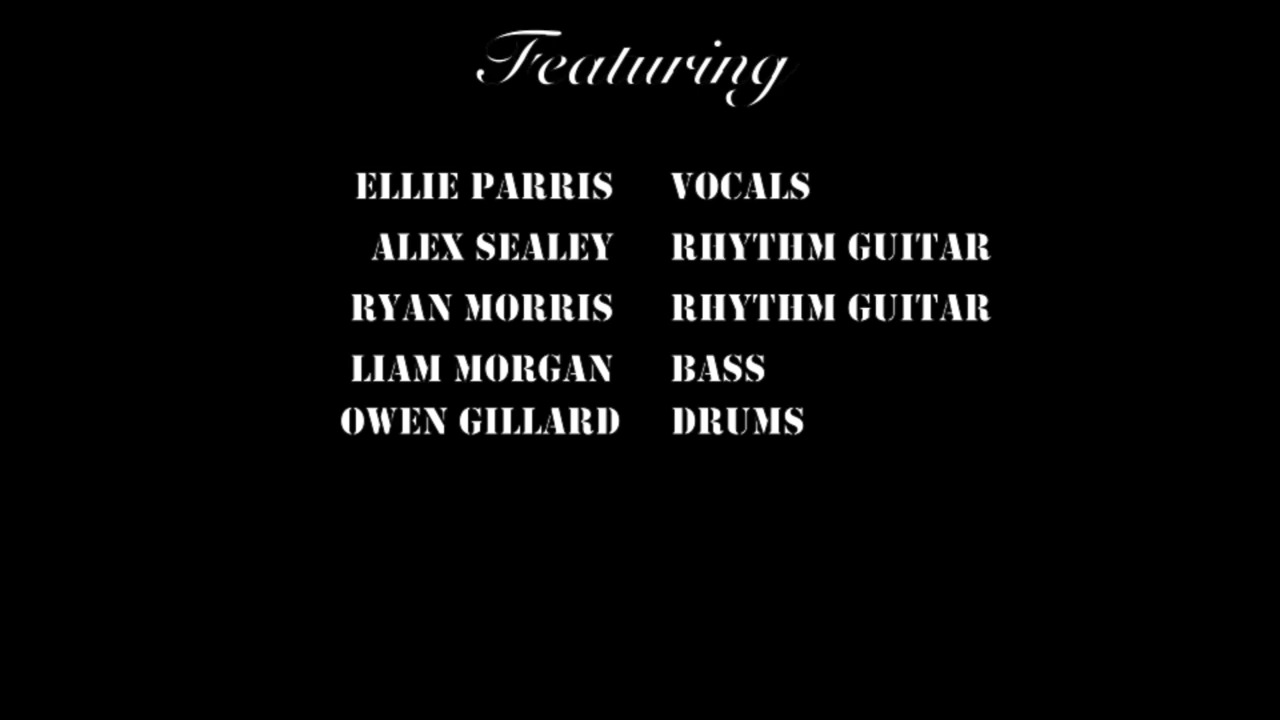 Featuring
ELLIE PARRIS VOCALS
ALEX SEALEY RHYTHM GUITAR
RYAN MORRIS RHYTHM GUITAR
LIAM MORGAN BASS
OWEN GILLARD DRUMS